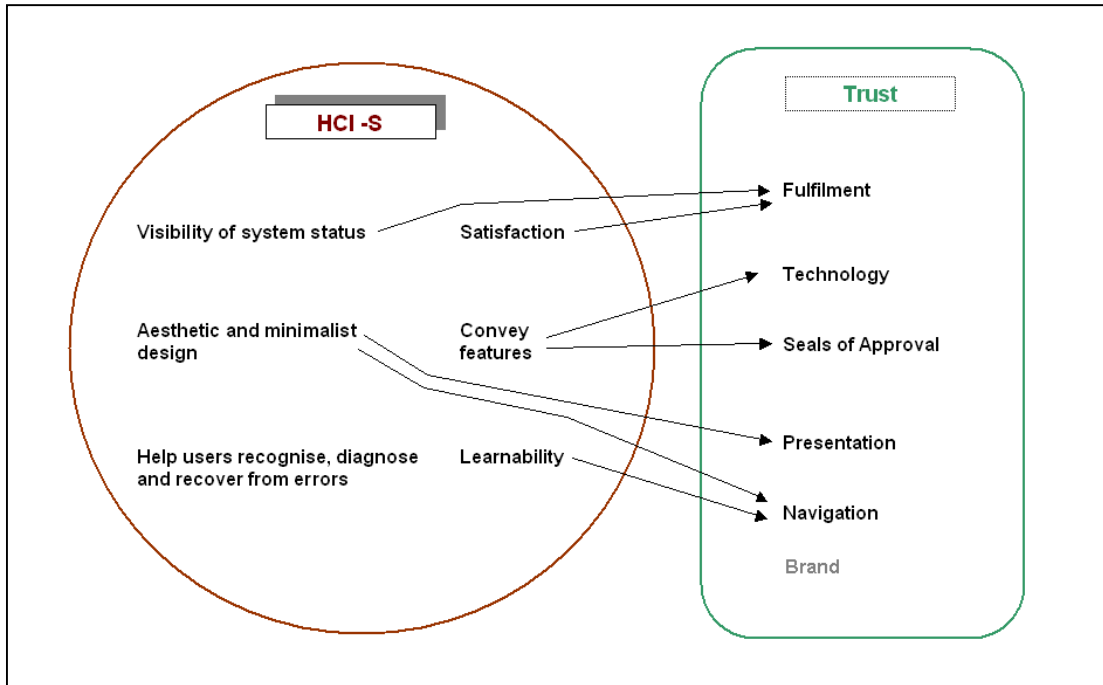 HCI -S
Trust
Fulfilment
Visibility of system status
Satisfaction
Technology
Aesthetic and minimalist
design
Convey
features
Seals of Approval
Presentation
Help users recognise, diagnose
and recover from errors
Learnability
Navigation
Brand